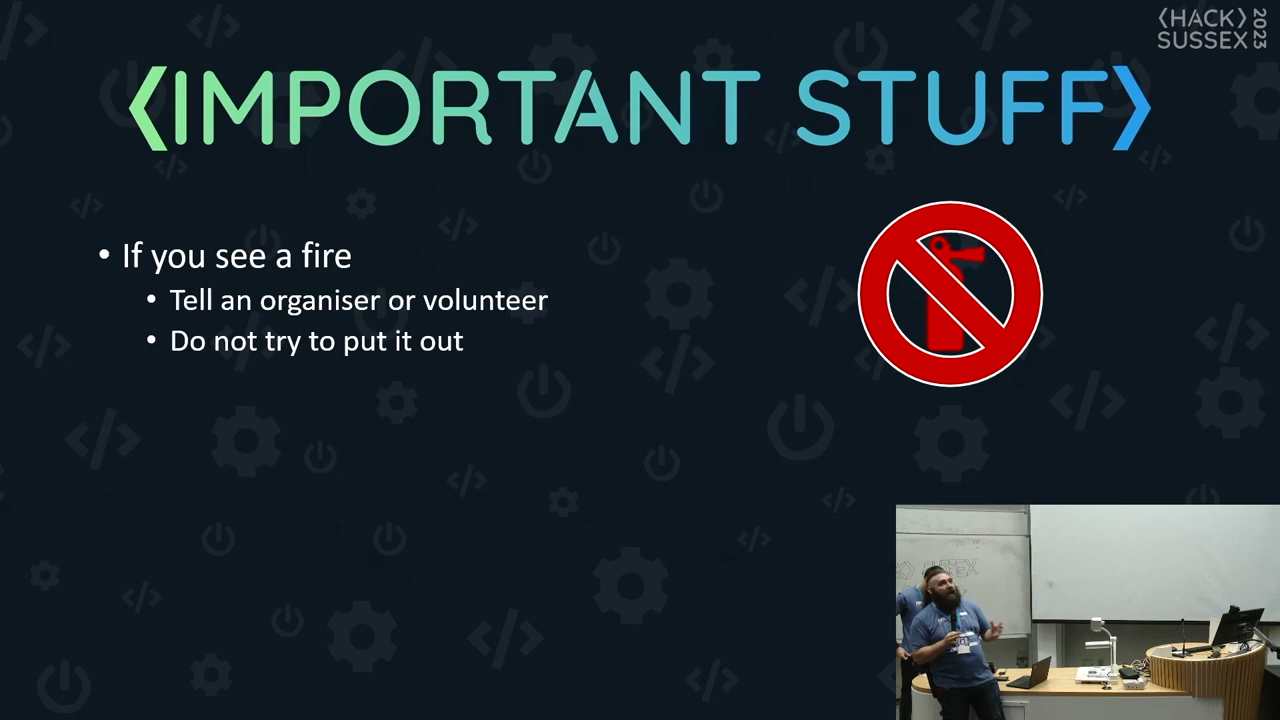 <HACK>
SUSSEX
2023
<IMPORTANT STUFF>
• If you see a fire
• Tell an organiser or volunteer
• Do not try to put it out